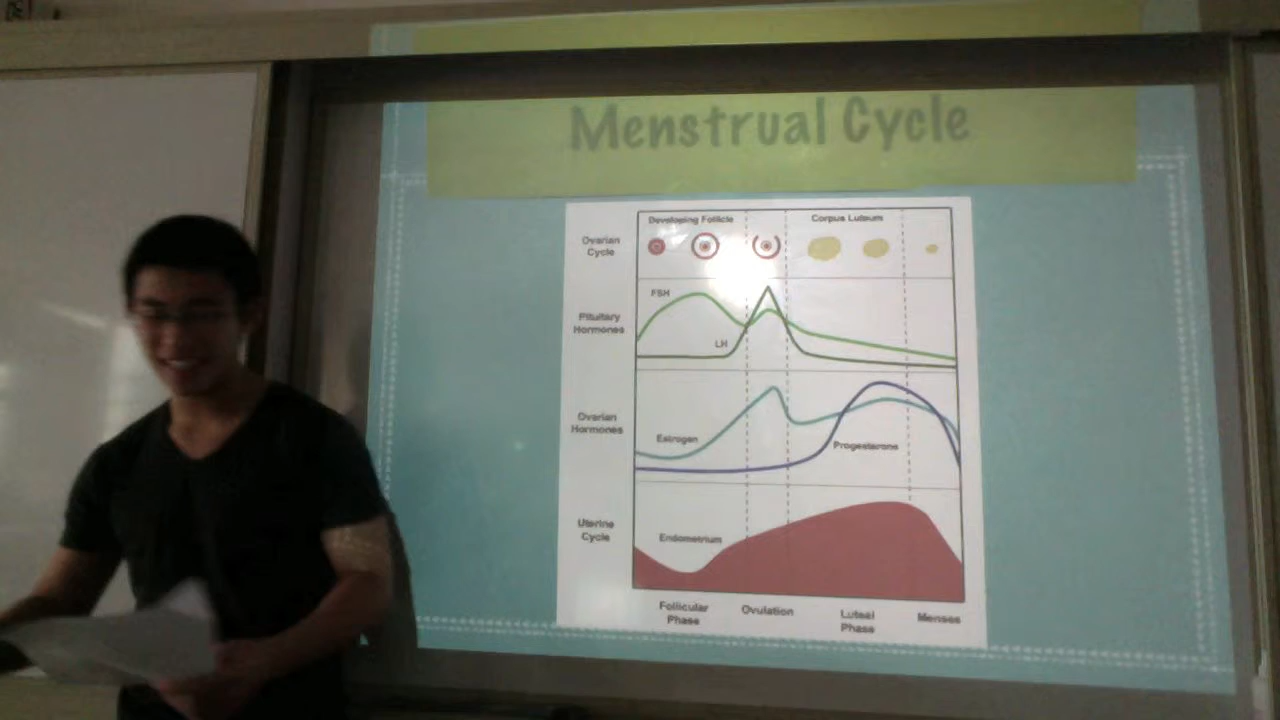 Menstrual Cycle
Developing Follicle
Corpus Luteum
Ovarian
Cycle
FSH
Pituitary
Hormones
LH
Ovarian
Hormones
Estrogen
Progesterone
Uterine
Cycle
Endometrium
Follicular
Phase
Ovulation
Luteal
Phase
Menses